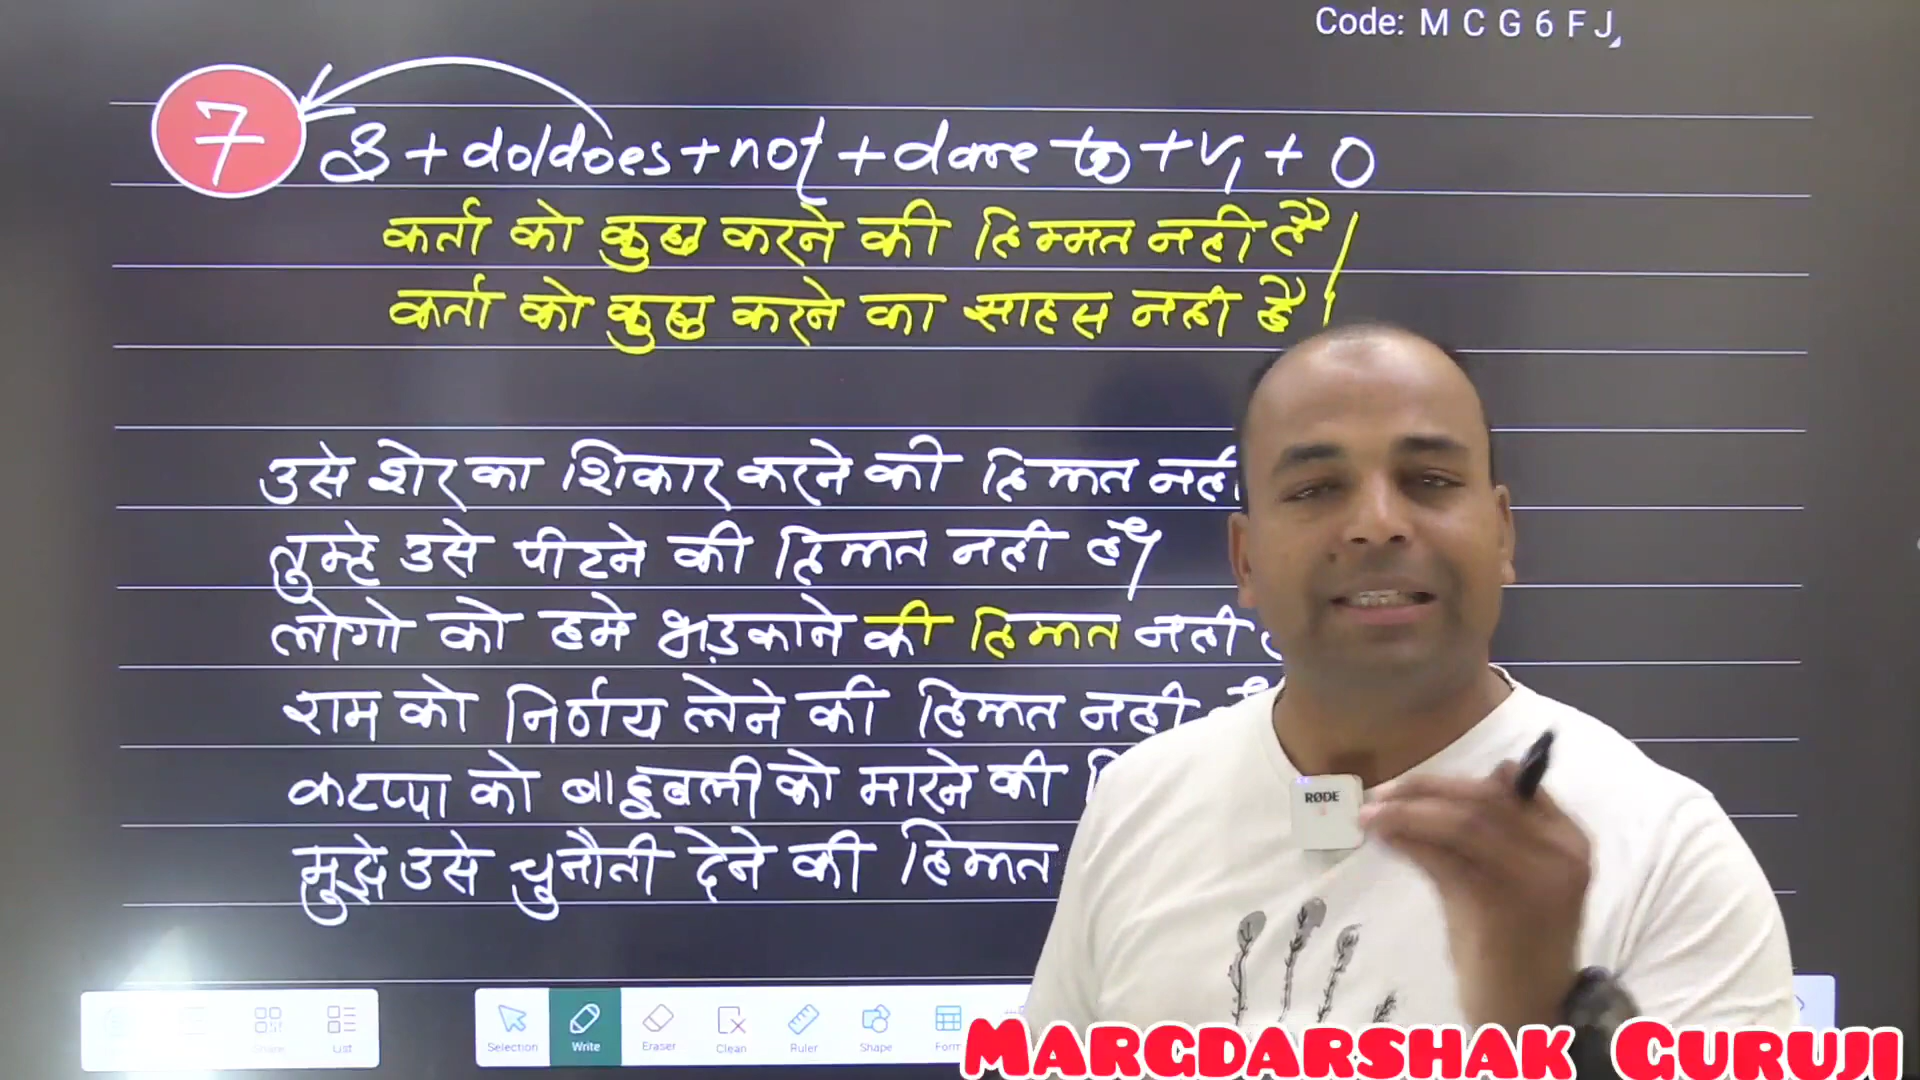 Code: M C G 6 F J
7 S + do/does + not + dare to + V1 + O
कर्ता को कुछ करने की हिम्मत नही है।
कर्ता को कुछ करने का साहस नही है।
उसे शेर का शिकार करने की हिम्मत नही
तुम्हे उसे पीटने की हिम्मत नही है।
लोगो को हमे भड़काने की हिम्मत नही
राम को निर्णय लेने की हिम्मत नही
कटप्पा को बाहुबली को मारने की
मुझे उसे चुनौती देने की हिम्मत
Selection Write Eraser Clean Ruler Shape Form
Share List
RØDE
MARGDARSHAK GURUJI